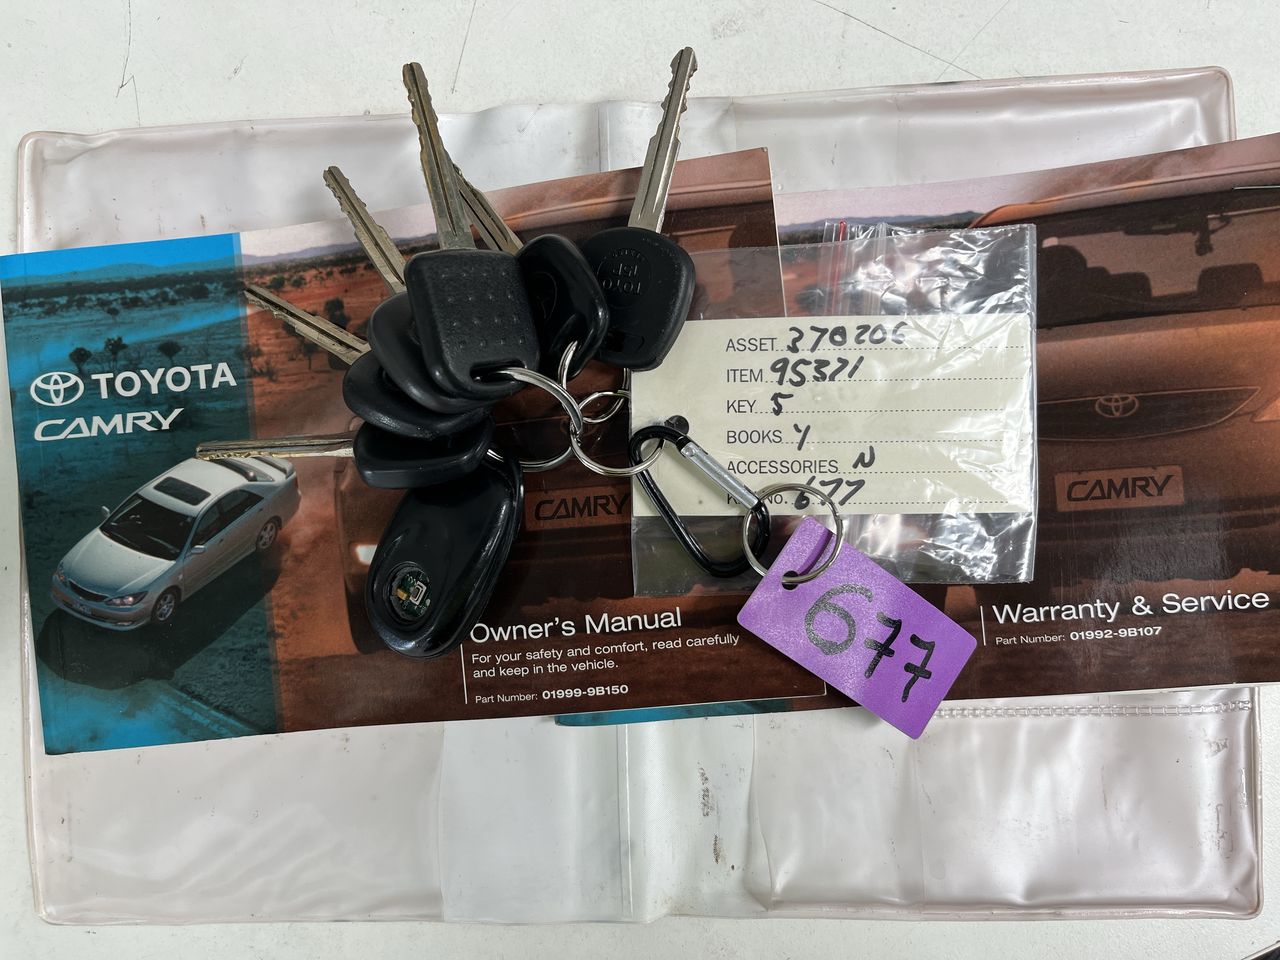 TOYOTA
CAMRY
TOYO
ASSET 370206
ITEM 95371
KEY 5
BOOKS Y
ACCESSORIES N
No. 677
CAMRY
CAMRY
677
Owner's Manual
For your safety and comfort, read carefully
and keep in the vehicle.
Part Number: 01999-9B150
Warranty & Service
Part Number: 01992-9B107